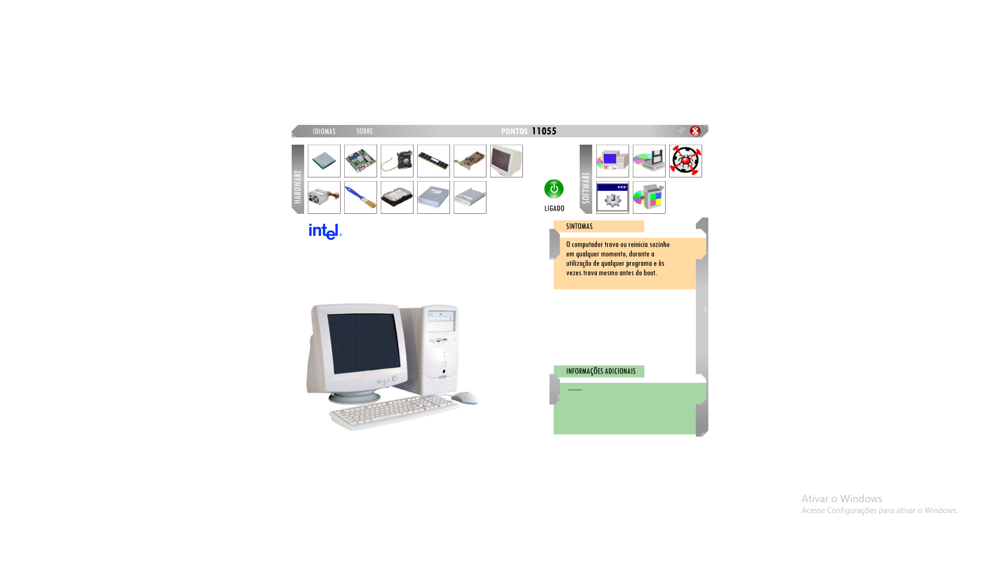 IDIOMAS
SOBRE
PONTOS 11055
HARDWARE
LIGADO
SOFTWARE
intel®
SINTOMAS
O computador trava ou reinicia sozinho
em qualquer momento, durante a
utilização de qualquer programa e às
vezes trava mesmo antes do boot.
INFORMAÇÕES ADICIONAIS
-------
Ativar o Windows
Acesse Configurações para ativar o Windows.